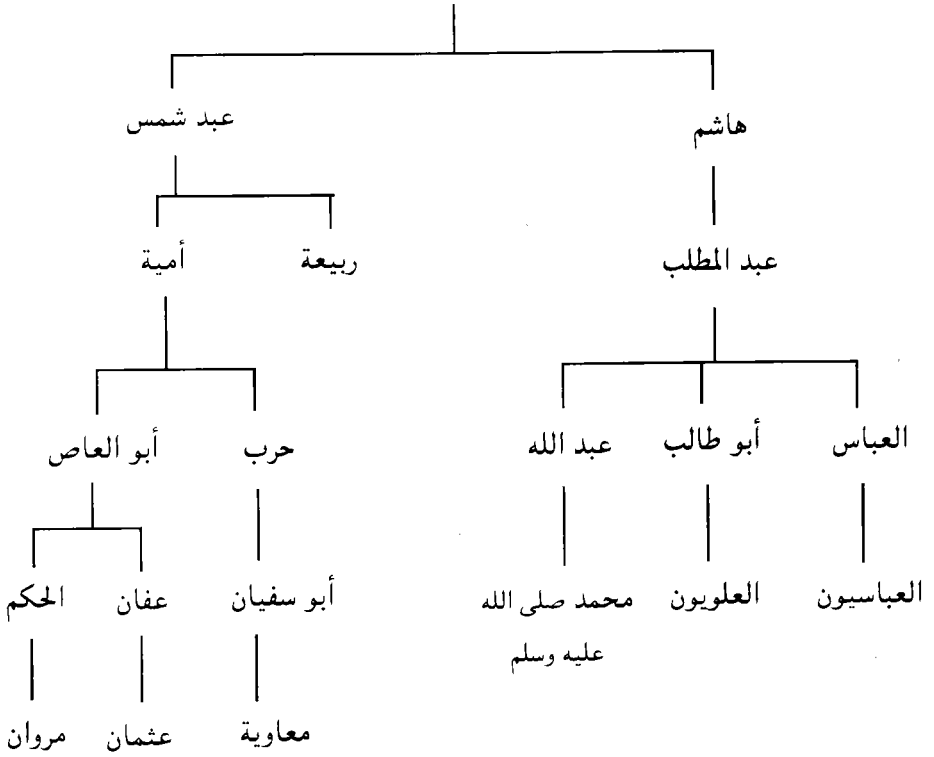 هاشم
عبد شمس
عبد المطلب
ربيعة
أمية
العباس
أبو طالب
عبد الله
حرب
أبو العاص
العباسيون
العلويون
محمد صلى الله
عليه وسلم
أبو سفيان
عفان
الحكم
معاوية
عثمان
مروان